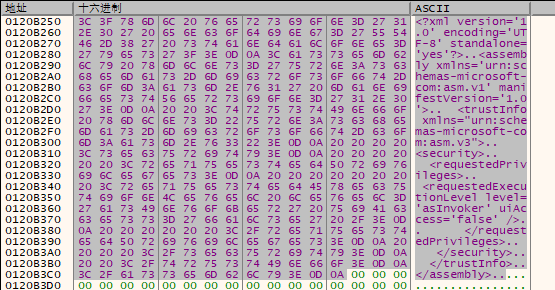 地址 十六进制 ASCII
0120B250 3C 3F 78 6D 6C 20 76 65 72 73 69 6F 6E 3D 27 31 <?xml version='1
0120B260 2E 30 27 20 65 6E 63 6F 64 69 6E 67 3D 27 55 54 .0' encoding='UT
0120B270 46 2D 38 27 20 73 74 61 6E 64 61 6C 6F 6E 65 3D F-8' standalone=
0120B280 27 79 65 73 27 3F 3E 0D 0A 3C 61 73 73 65 6D 62 'yes'?>..<assemb
0120B290 6C 79 20 78 6D 6C 6E 73 3D 27 75 72 6E 3A 73 63 ly xmlns='urn:sc
0120B2A0 68 65 6D 61 73 2D 6D 69 63 72 6F 73 6F 66 74 2D hemas-microsoft-
0120B2B0 63 6F 6D 3A 61 73 6D 2E 76 31 27 20 6D 61 6E 69 com:asm.v1' mani
0120B2C0 66 65 73 74 56 65 72 73 69 6F 6E 3D 27 31 2E 30 festVersion='1.0
0120B2D0 27 3E 0D 0A 20 20 3C 74 72 75 73 74 49 6E 66 6F '>..  <trustInfo
0120B2E0 20 78 6D 6C 6E 73 3D 22 75 72 6E 3A 73 63 68 65  xmlns="urn:sche
0120B2F0 6D 61 73 2D 6D 69 63 72 6F 73 6F 66 74 2D 63 6F mas-microsoft-co
0120B300 6D 3A 61 73 6D 2E 76 33 22 3E 0D 0A 20 20 20 20 m:asm.v3">..
0120B310 3C 73 65 63 75 72 69 74 79 3E 0D 0A 20 20 20 20 <security>..
0120B320 20 20 3C 72 65 71 75 65 73 74 65 64 50 72 69 76   <requestedPriv
0120B330 69 6C 65 67 65 73 3E 0D 0A 20 20 20 20 20 20 20 ileges>..
0120B340 20 3C 72 65 71 75 65 73 74 65 64 45 78 65 63 75  <requestedExecu
0120B350 74 69 6F 6E 4C 65 76 65 6C 20 6C 65 76 65 6C 3D tionLevel level=
0120B360 27 61 73 49 6E 76 6F 6B 65 72 27 20 75 69 41 63 'asInvoker' uiAc
0120B370 63 65 73 73 3D 27 66 61 6C 73 65 27 20 2F 3E 0D cess='false' />.
0120B380 0A 20 20 20 20 20 20 3C 2F 72 65 71 75 65 73 74 .      </request
0120B390 65 64 50 72 69 76 69 6C 65 67 65 73 3E 0D 0A 20 edPrivileges>..
0120B3A0 20 20 20 3C 2F 73 65 63 75 72 69 74 79 3E 0D 0A    </security>..
0120B3B0 20 20 3C 2F 74 72 75 73 74 49 6E 66 6F 3E 0D 0A   </trustInfo>..
0120B3C0 3C 2F 61 73 73 65 6D 62 6C 79 3E 0D 0A 00 00 00 </assembly>.....
0120B3D0 00 00 00 00 00 00 00 00 00 00 00 00 00 00 00 00 ................